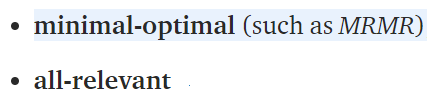 • minimal-optimal (such as MRMR)
• all-relevant